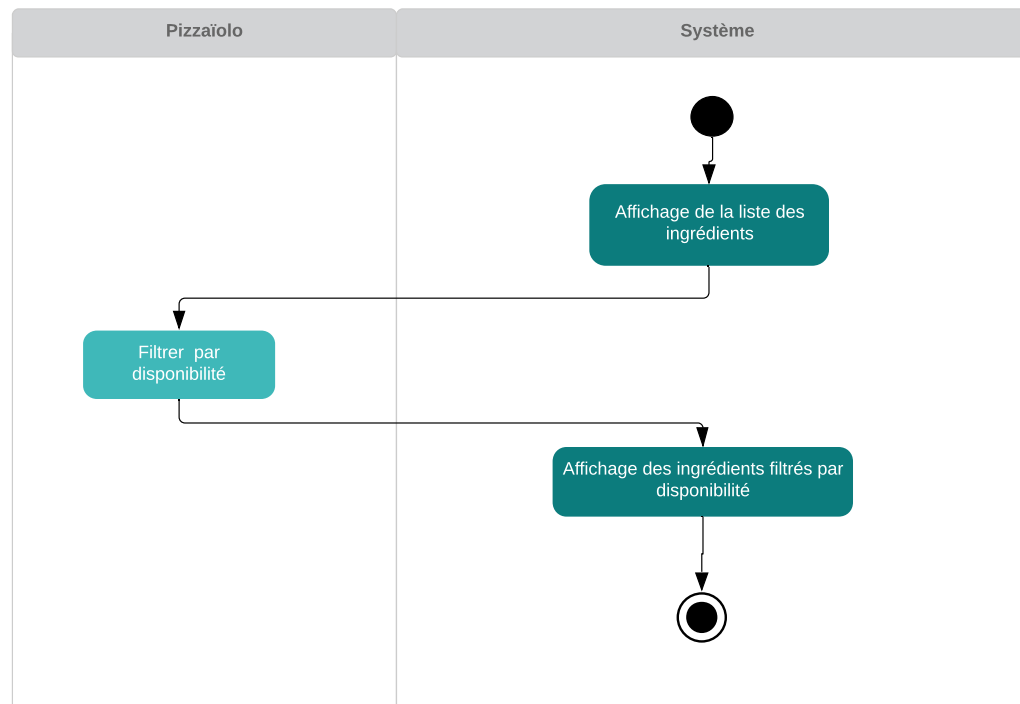 Pizzaïolo
Système
Affichage de la liste des
ingrédients
Filtrer  par
disponibilité
Affichage des ingrédients filtrés par
disponibilité